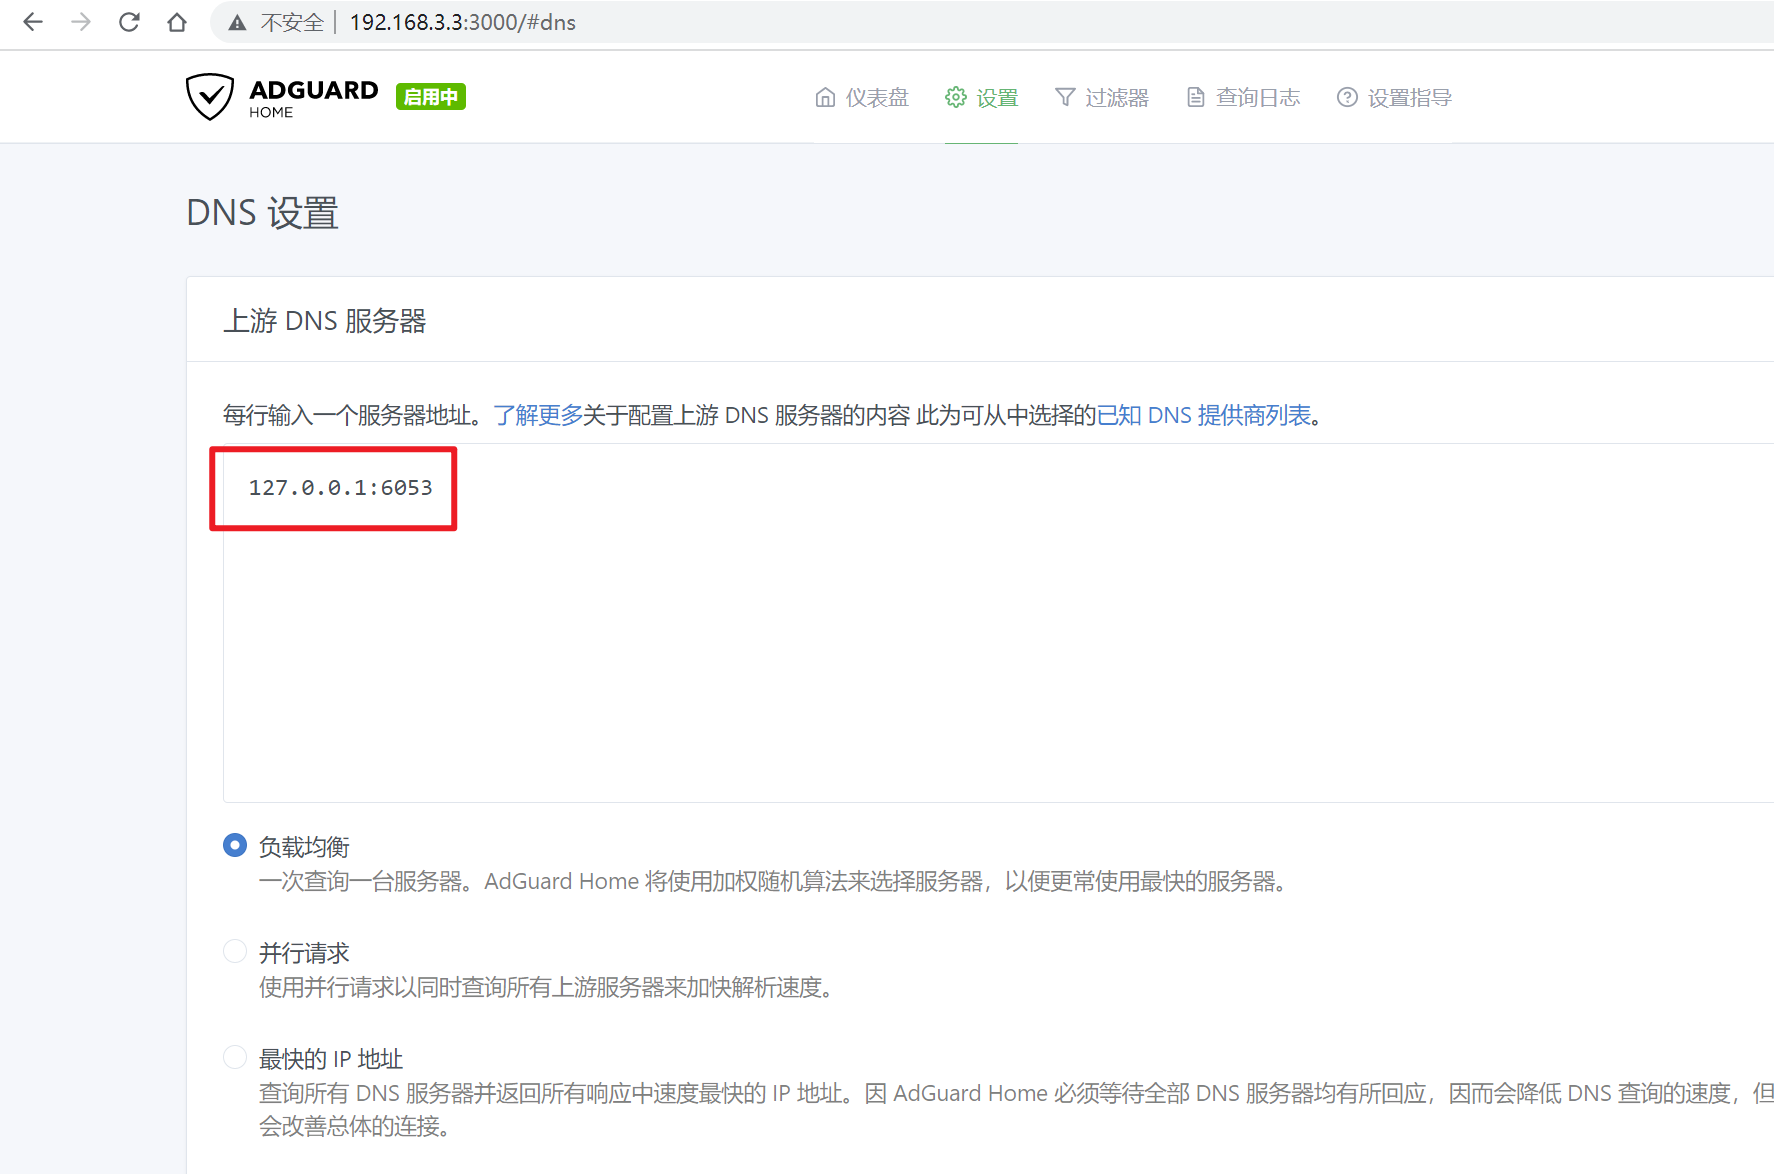 不安全 | 192.168.3.3:3000/#dns
ADGUARD
HOME
启用中
仪表盘
设置
过滤器
查询日志
设置指导
DNS 设置
上游 DNS 服务器
每行输入一个服务器地址。了解更多关于配置上游 DNS 服务器的内容 此为可从中选择的已知 DNS 提供商列表。
127.0.0.1:6053
负载均衡
一次查询一台服务器。AdGuard Home 将使用加权随机算法来选择服务器，以便更常使用最快的服务器。
并行请求
使用并行请求以同时查询所有上游服务器来加快解析速度。
最快的 IP 地址
查询所有 DNS 服务器并返回所有响应中速度最快的 IP 地址。因 AdGuard Home 必须等待全部 DNS 服务器均有所回应，因而会降低 DNS 查询的速度，但
会改善总体的连接。